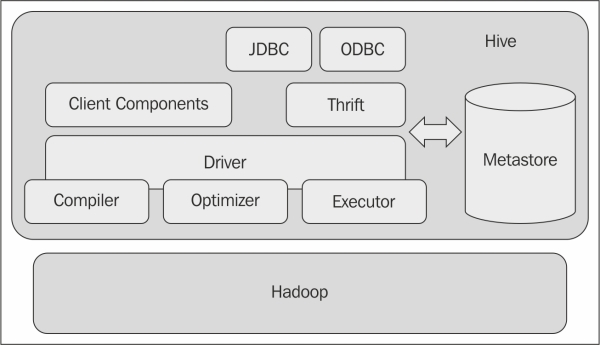 JDBC
ODBC
Hive
Client Components
Thrift
Metastore
Driver
Compiler
Optimizer
Executor
Hadoop